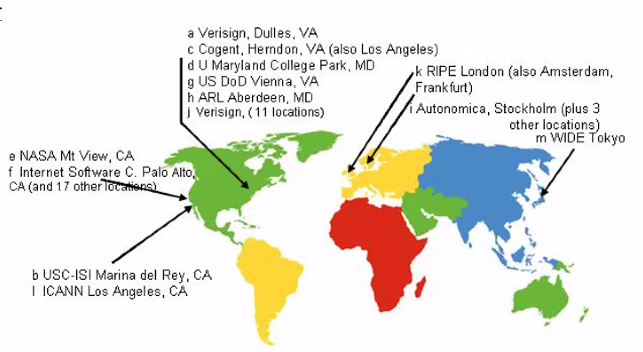 a Verisign, Dulles, VA
c Cogent, Herndon, VA (also Los Angeles)
d U Maryland College Park, MD
g US DoD Vienna, VA
h ARL Aberdeen, MD
j Verisign, ( 11 locations)
k RIPE London (also Amsterdam,
Frankfurt)
i Autonomica, Stockholm (plus 3
other locations)
m WIDE Tokyo
e NASA Mt View, CA
f Internet Software C. Palo Alto,
CA (and 17 other locations)
b USC-ISI Marina del Rey, CA
l ICANN Los Angeles, CA